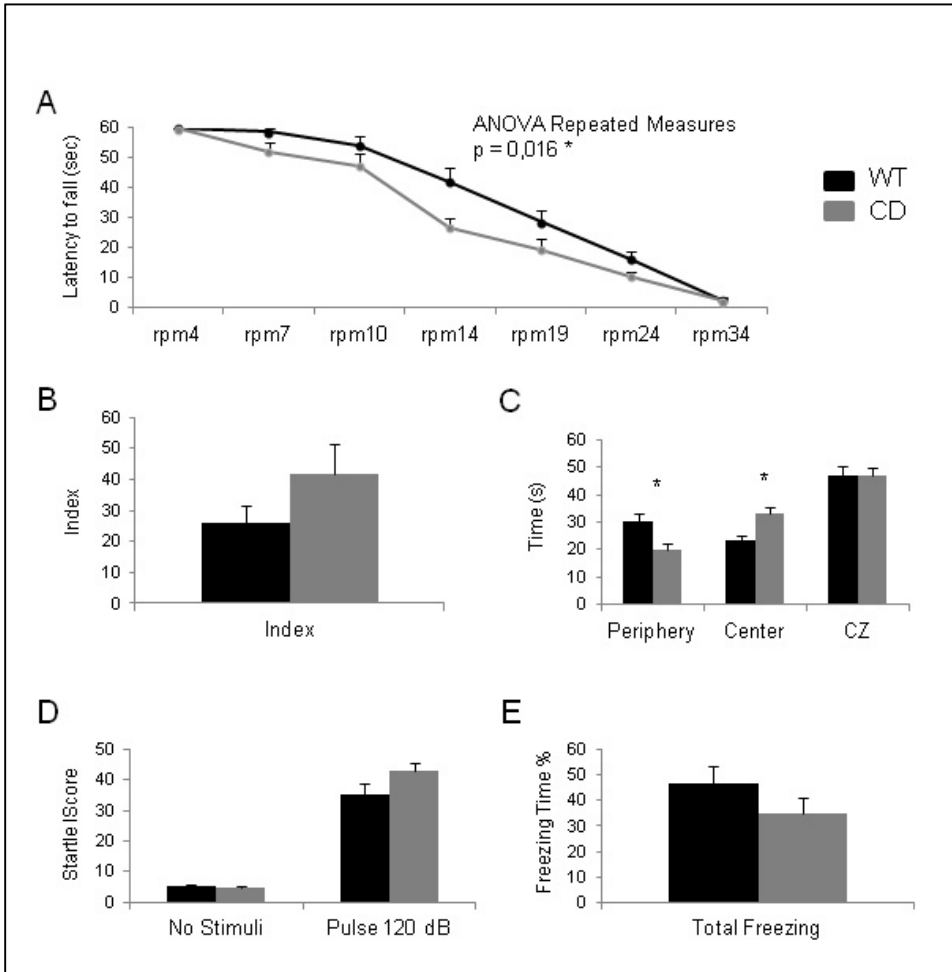 A
ANOVA Repeated Measures
p = 0,016 *
Latency to fall (sec)
60
50
40
30
20
10
0
rpm4 rpm7 rpm10 rpm14 rpm19 rpm24 rpm34
WT
CD
B
Index
60
50
40
30
20
10
0
Index
C
Time (s)
60
50
40
30
20
10
0
* *
Periphery Center CZ
D
Startle lScore
50
40
30
20
10
0
No Stimuli Pulse 120 dB
E
Freezing Time %
60
50
40
30
20
10
0
Total Freezing